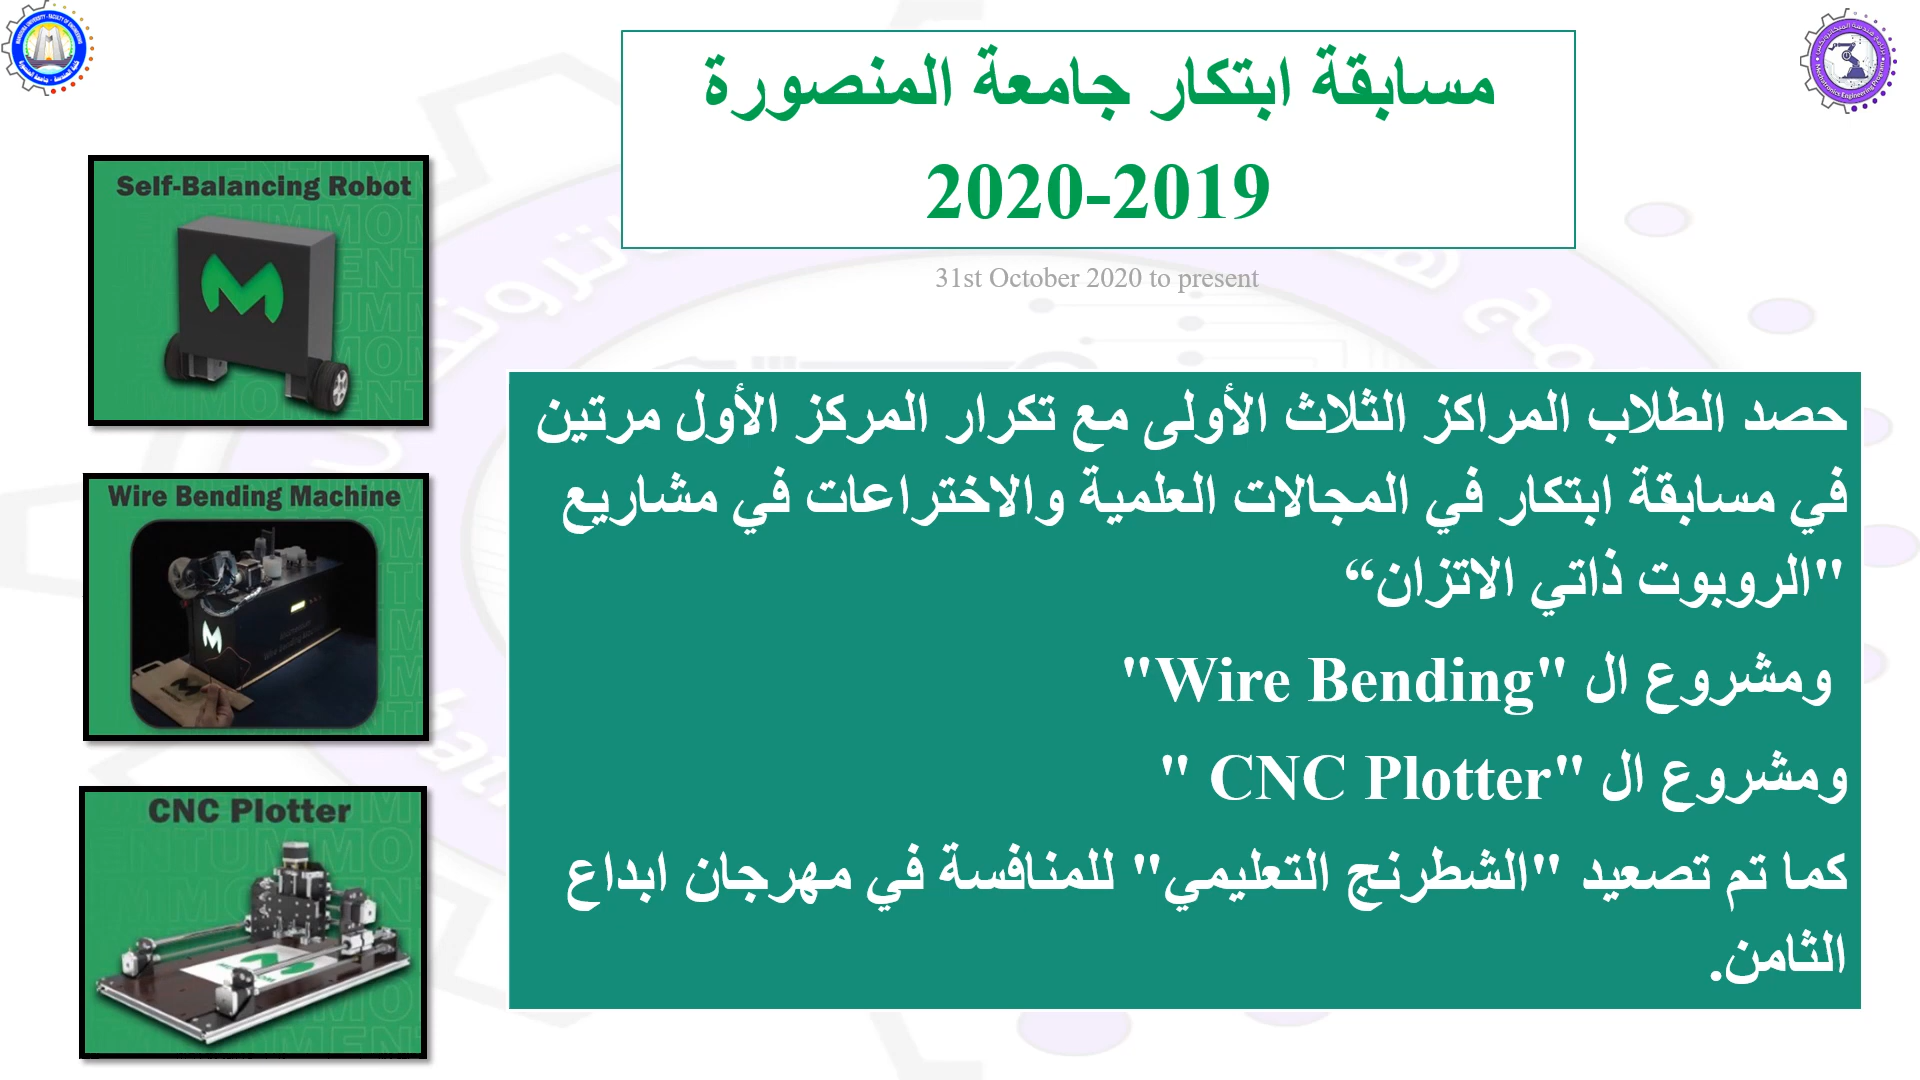 مسابقة ابتكار جامعة المنصورة
2020-2019
31st October 2020 to present
حصد الطلاب المراكز الثلاث الأولى مع تكرار المركز الأول مرتين
في مسابقة ابتكار في المجالات العلمية والاختراعات في مشاريع
"الروبوت ذاتي الاتزان“
ومشروع ال "Wire Bending"
ومشروع ال "CNC Plotter "
كما تم تصعيد "الشطرنج التعليمي" للمنافسة في مهرجان ابداع
الثامن.
Self-Balancing Robot
Wire Bending Machine
CNC Plotter